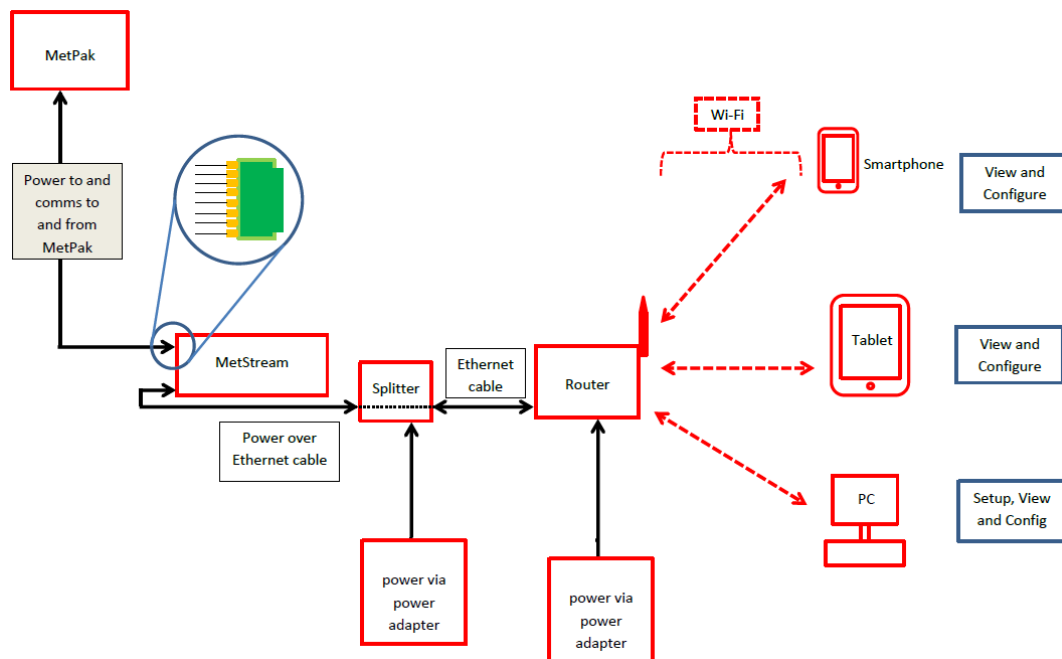 MetPak
Power to and
comms to
and from
MetPak
MetStream
Power over
Ethernet cable
Splitter
Ethernet
cable
Router
power via
power
adapter
power via
power
adapter
Wi-Fi
Smartphone
View and
Configure
Tablet
View and
Configure
PC
Setup, View
and Config